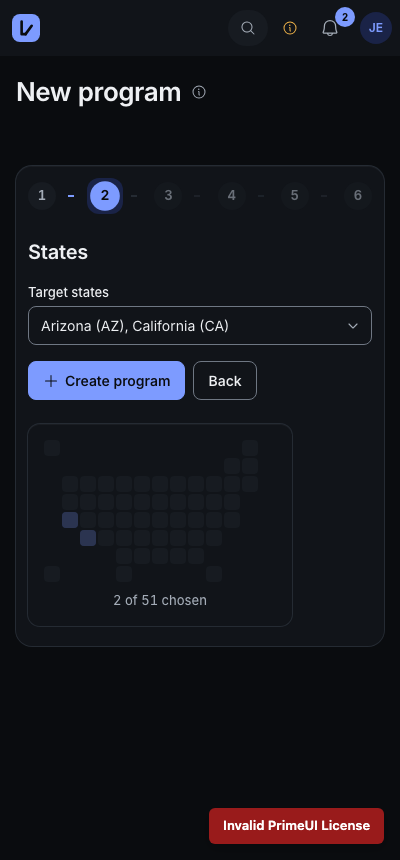 2
JE
New program
1
2
3
4
5
6
States
Target states
Arizona (AZ), California (CA)
Create program
Back
2 of 51 chosen
Invalid PrimeUI License